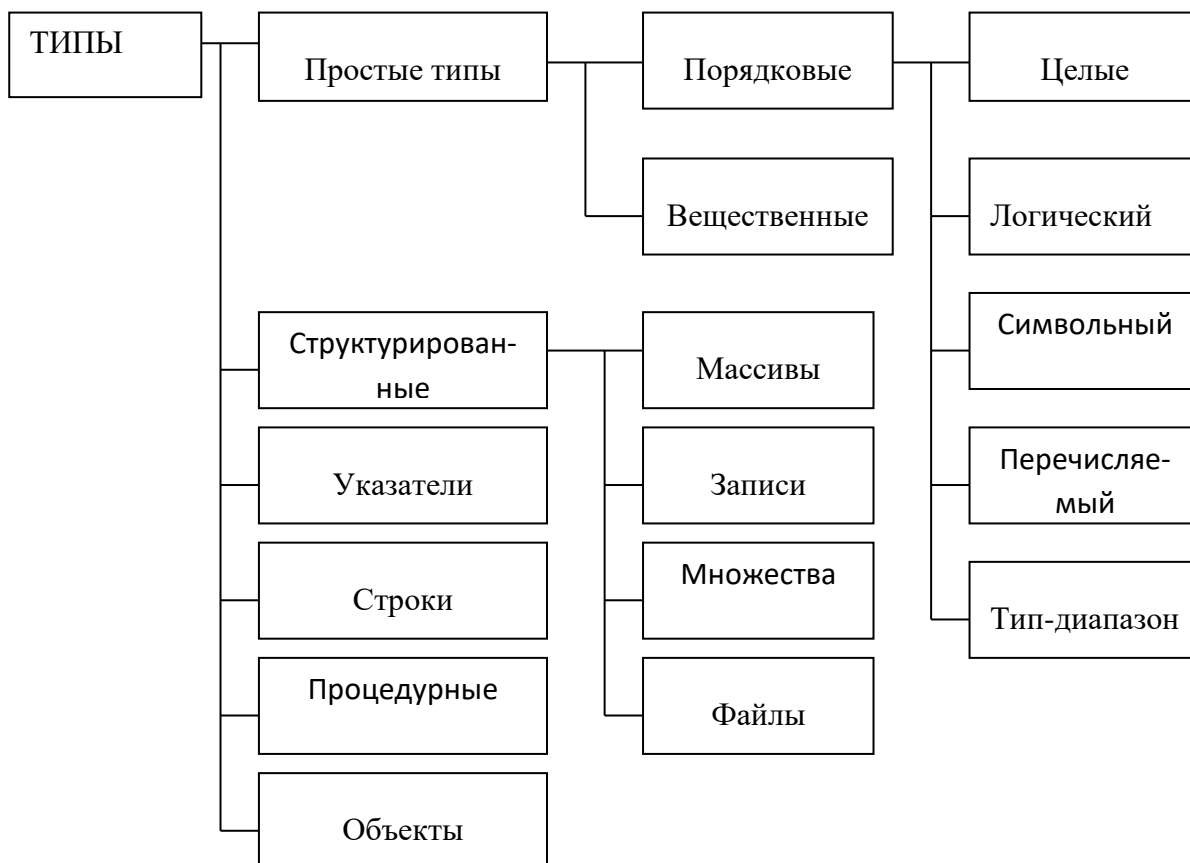 ТИПЫ
Простые типы
Порядковые
Целые
Вещественные
Логический
Структурирован-
ные
Массивы
Символьный
Указатели
Записи
Перечисляе-
мый
Строки
Множества
Тип-диапазон
Процедурные
Файлы
Объекты